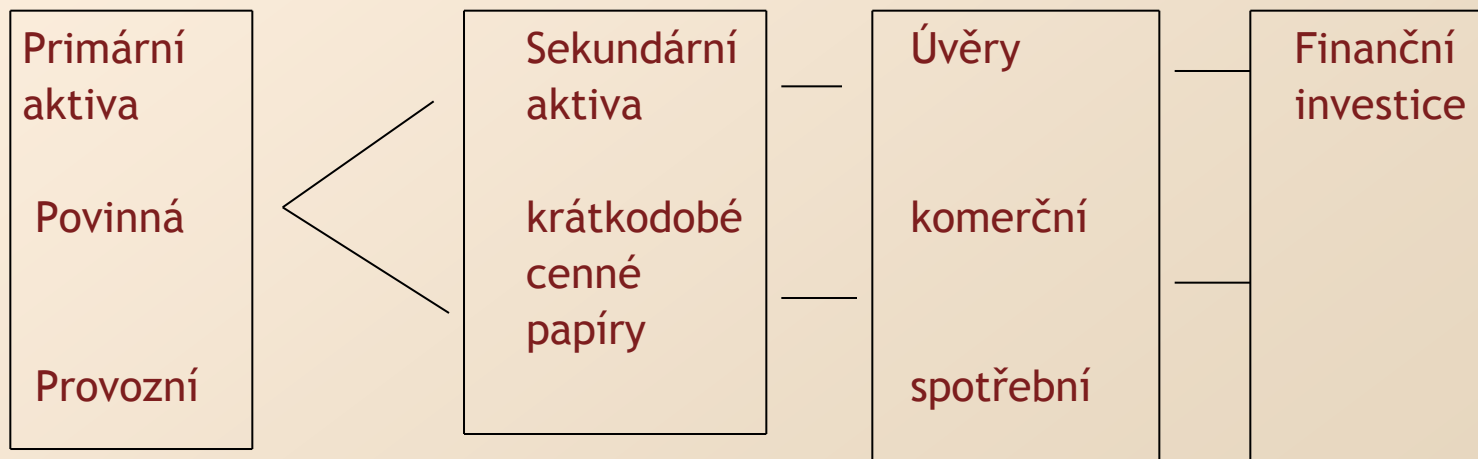 Primární
aktiva
Povinná
Provozní
Sekundární
aktiva
krátkodobé
cenné
papíry
Úvěry
komerční
spotřební
Finanční
investice